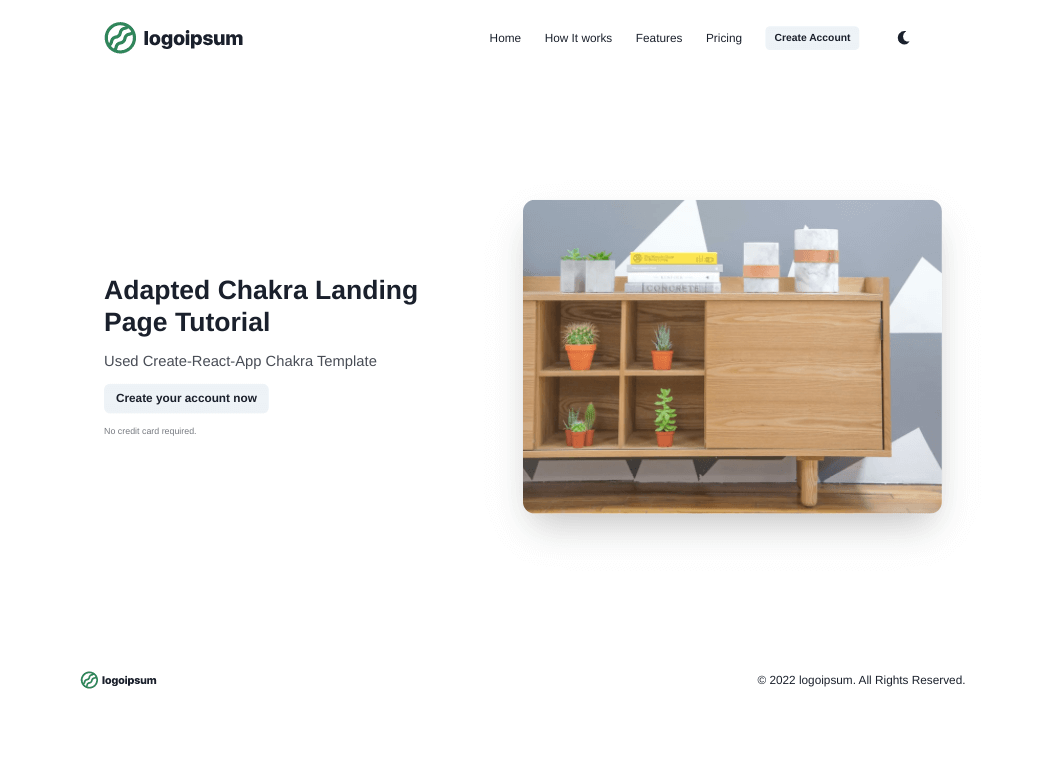 logoipsum
Home How It works Features Pricing Create Account
Adapted Chakra Landing
Page Tutorial
Used Create-React-App Chakra Template
Create your account now
No credit card required.
CONCRETE
logoipsum
© 2022 logoipsum. All Rights Reserved.